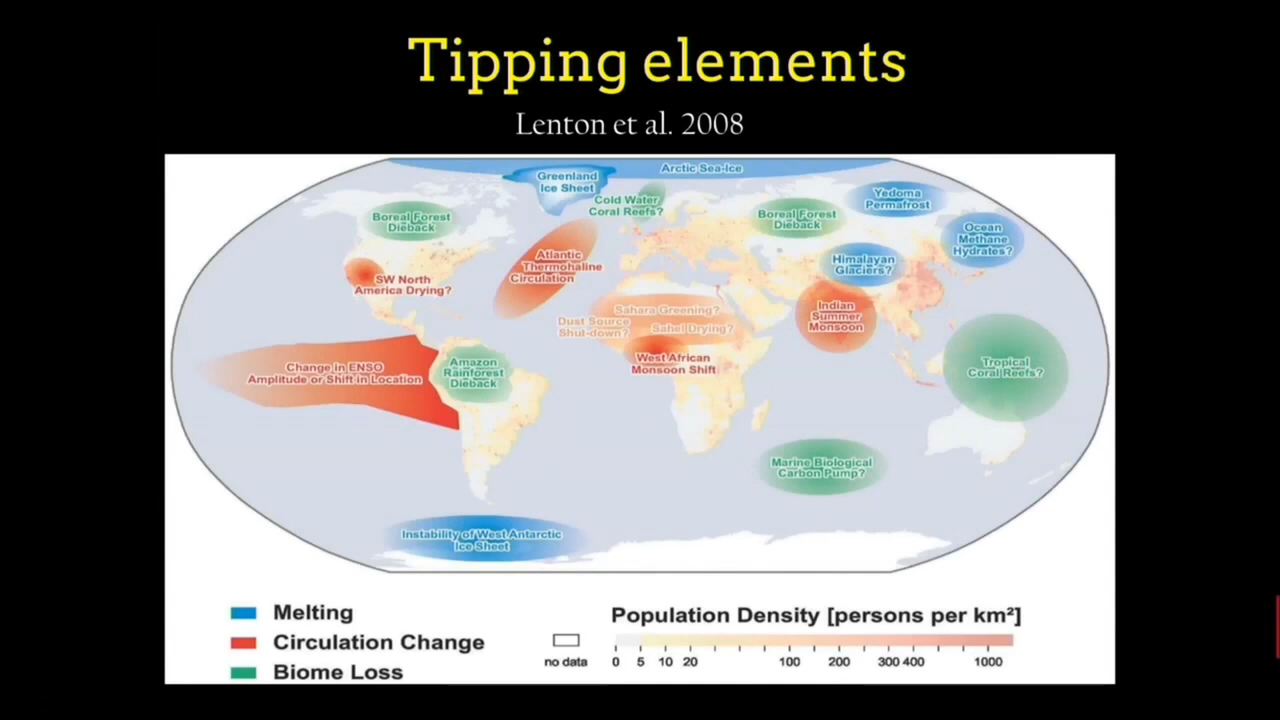 Tipping elements
Lenton et al. 2008
Arctic Sea-Ice
Greenland
Ice Sheet
Cold Water
Coral Reefs?
Yedoma
Permafrost
Boreal Forest
Dieback
Boreal Forest
Dieback
Ocean
Methane
Hydrates?
Atlantic
Thermohaline
Circulation
Himalayan
Glaciers?
SW North
America Drying?
Sahara Greening?
Dust Source
Shut-down?
Sahel Drying?
Indian
Summer
Monsoon
West African
Monsoon Shift
Change in ENSO
Amplitude or Shift in Location
Amazon
Rainforest
Dieback
Tropical
Coral Reefs?
Marine Biological
Carbon Pump?
Instability of West Antarctic
Ice Sheet
Melting
Circulation Change
Biome Loss
no data
Population Density [persons per km²]
0 5 10 20 100 200 300 400 1000